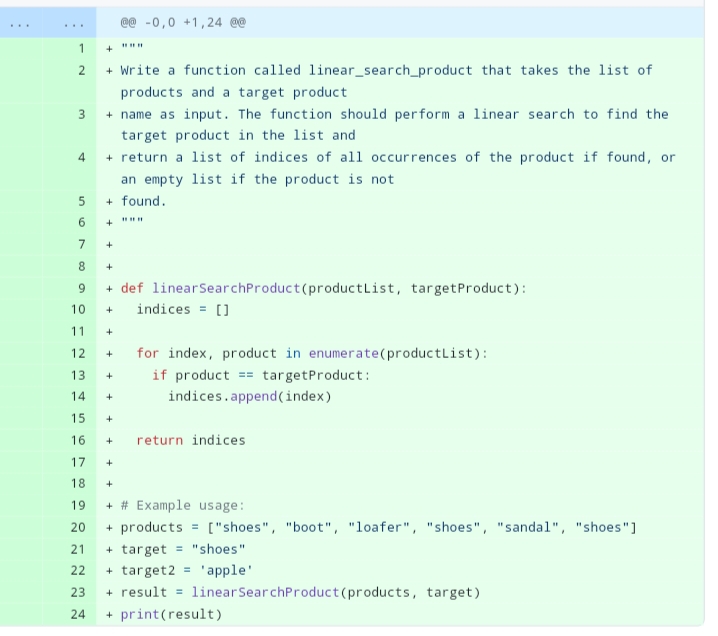 ... ... @@ -0,0 +1,24 @@
1 + """
2 + Write a function called linear_search_product that takes the list of
products and a target product
3 + name as input. The function should perform a linear search to find the
target product in the list and
4 + return a list of indices of all occurrences of the product if found, or
an empty list if the product is not
5 + found.
6 + """
7 +
8 +
9 + def linearSearchProduct(productList, targetProduct):
10 +   indices = []
11 +
12 +   for index, product in enumerate(productList):
13 +     if product == targetProduct:
14 +       indices.append(index)
15 +
16 +   return indices
17 +
18 +
19 + # Example usage:
20 + products = ["shoes", "boot", "loafer", "shoes", "sandal", "shoes"]
21 + target = "shoes"
22 + target2 = 'apple'
23 + result = linearSearchProduct(products, target)
24 + print(result)